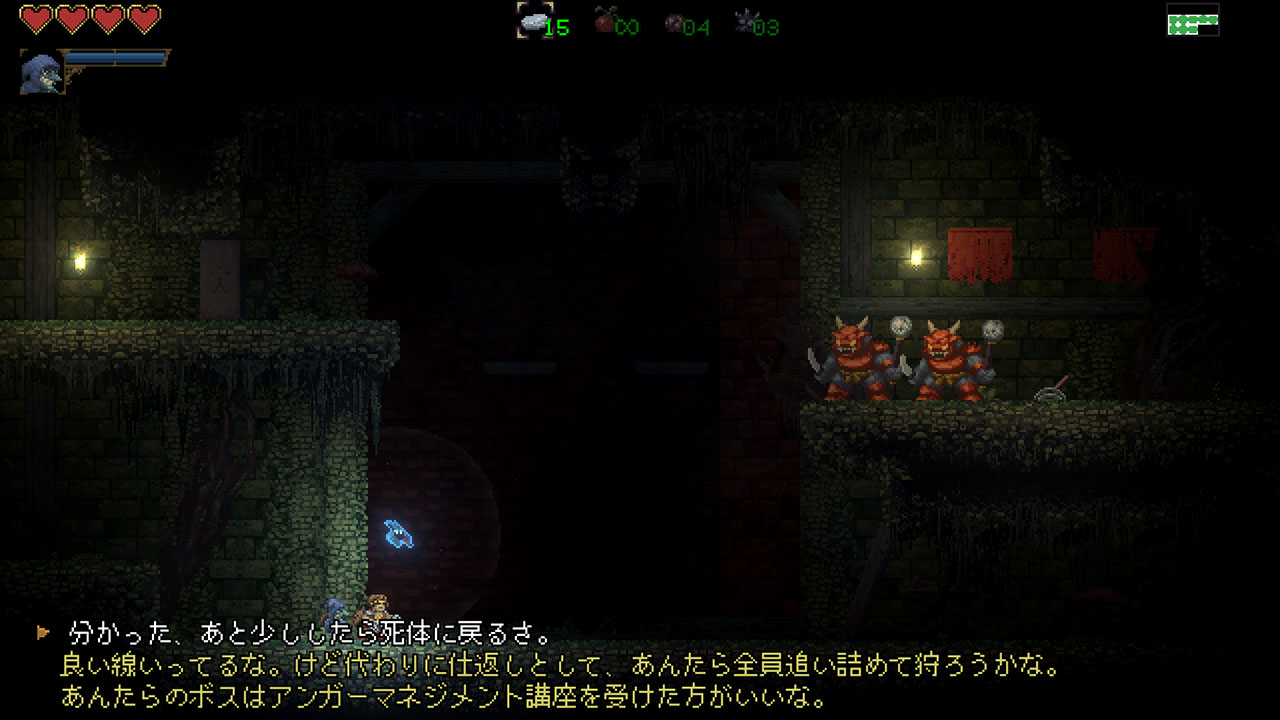 15 ∞ 04 03
分かった、あと少ししたら死体に戻るさ。
良い線いってるな。けど代わりに仕返しとして、あんたら全員追い詰めて狩ろうかな。
あんたらのボスはアンガーマネジメント講座を受けた方がいいな。